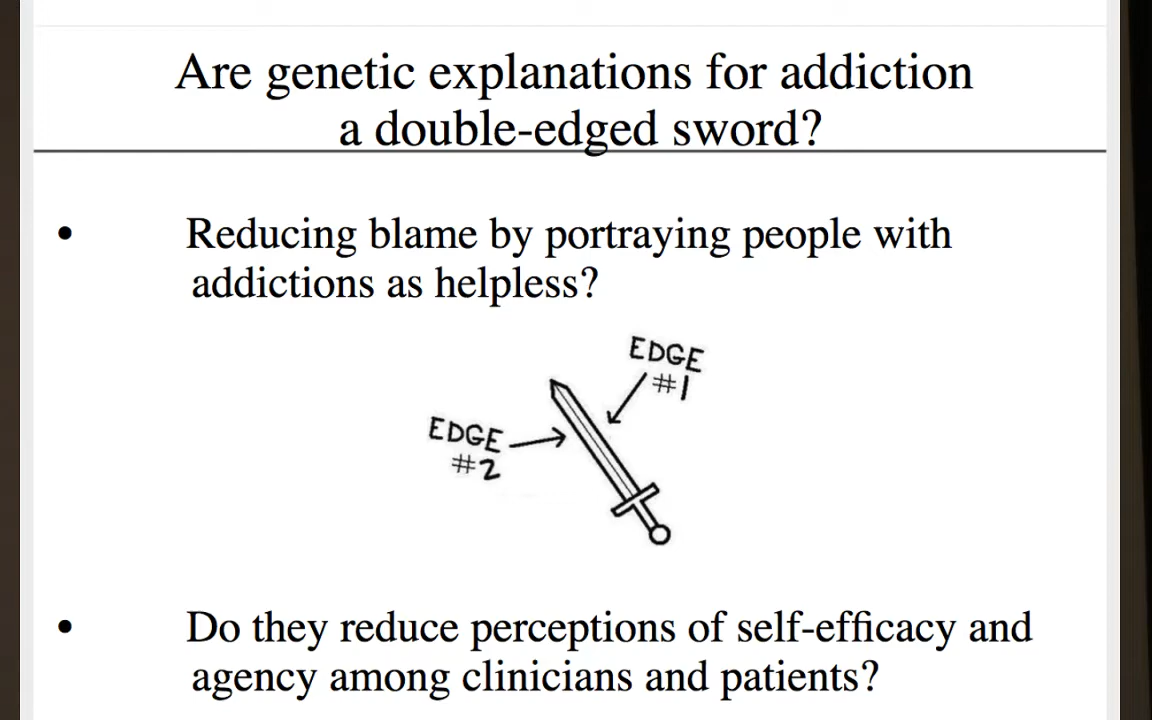 Are genetic explanations for addiction
a double-edged sword?
• Reducing blame by portraying people with
addictions as helpless?
EDGE
#1
EDGE
#2
• Do they reduce perceptions of self-efficacy and
agency among clinicians and patients?